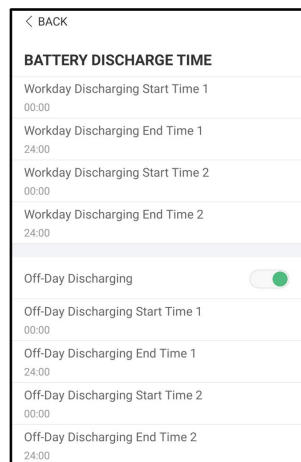 < BACK
BATTERY DISCHARGE TIME
Workday Discharging Start Time 1
00:00
Workday Discharging End Time 1
24:00
Workday Discharging Start Time 2
00:00
Workday Discharging End Time 2
24:00
Off-Day Discharging
Off-Day Discharging Start Time 1
00:00
Off-Day Discharging End Time 1
24:00
Off-Day Discharging Start Time 2
00:00
Off-Day Discharging End Time 2
24:00